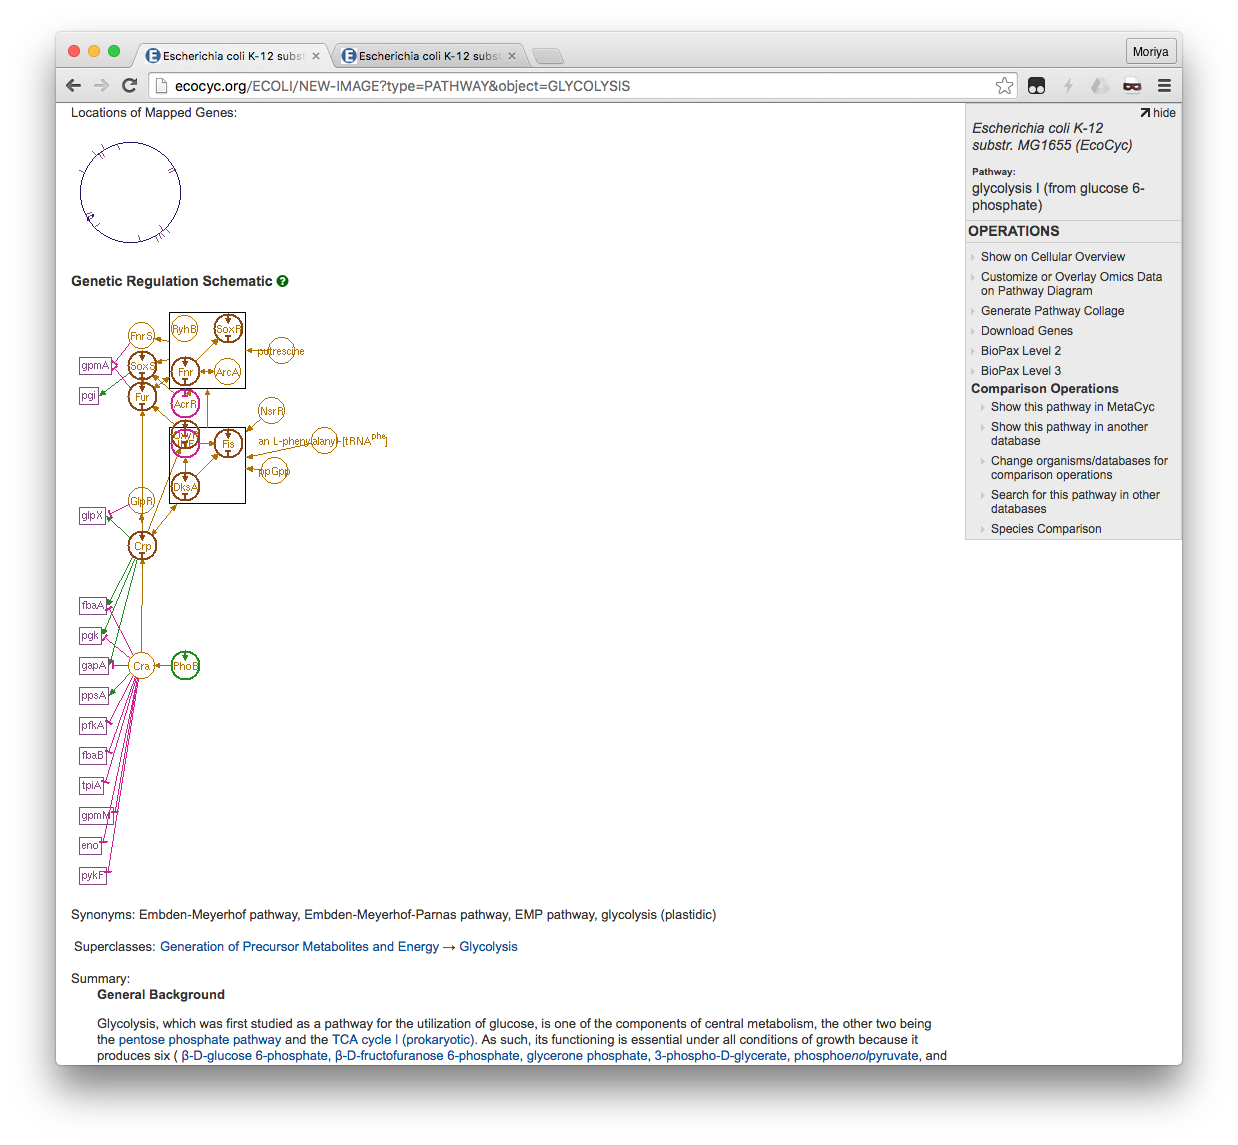 Escherichia coli K-12 subst
Escherichia coli K-12 subst
Moriya
ecocyc.org/ECOLI/NEW-IMAGE?type=PATHWAY&object=GLYCOLYSIS
Locations of Mapped Genes:
hide
Escherichia coli K-12
substr. MG1655 (EcoCyc)
Pathway:
glycolysis I (from glucose 6-
phosphate)
OPERATIONS
Show on Cellular Overview
Customize or Overlay Omics Data
on Pathway Diagram
Generate Pathway Collage
Download Genes
BioPax Level 2
BioPax Level 3
Comparison Operations
Show this pathway in MetaCyc
Show this pathway in another
database
Change organisms/databases for
comparison operations
Search for this pathway in other
databases
Species Comparison
Genetic Regulation Schematic ?
FnrS
RyhB
SoxR
putrescine
gpmA
SoxS
Fnr
ArcA
pgi
Fur
AcrR
NsrR
Fis
an L-phenylalanyl-[tRNAphe]
ppGpp
DksA
GlpR
glpX
Crp
fbaA
pgk
gapA
Cra
PhoB
ppsA
pfkA
fbaB
tpiA
gpmM
eno
pykF
Synonyms: Embden-Meyerhof pathway, Embden-Meyerhof-Parnas pathway, EMP pathway, glycolysis (plastidic)
Superclasses: Generation of Precursor Metabolites and Energy → Glycolysis
Summary:
General Background
Glycolysis, which was first studied as a pathway for the utilization of glucose, is one of the components of central metabolism, the other two being
the pentose phosphate pathway and the TCA cycle I (prokaryotic). As such, its functioning is essential under all conditions of growth because it
produces six ( β-D-glucose 6-phosphate, β-D-fructofuranose 6-phosphate, glycerone phosphate, 3-phospho-D-glycerate, phosphoenolpyruvate, and